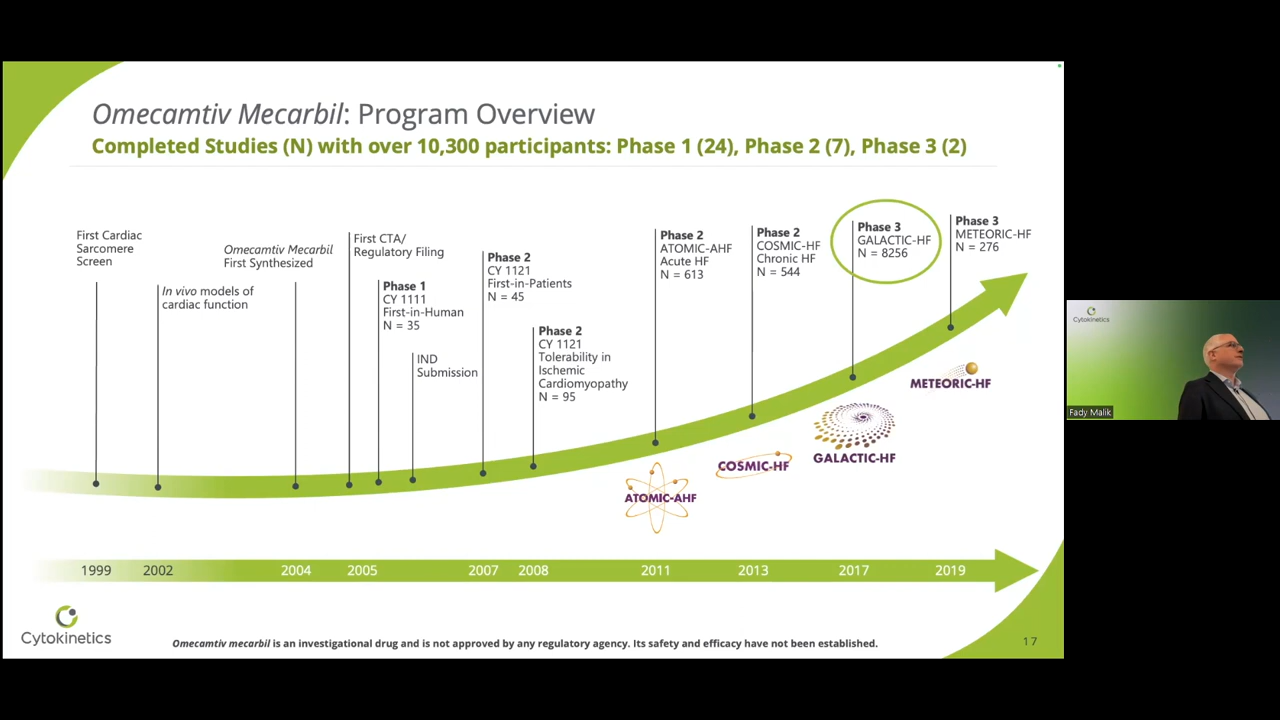 Omecamtiv Mecarbil: Program Overview
Completed Studies (N) with over 10,300 participants: Phase 1 (24), Phase 2 (7), Phase 3 (2)
First Cardiac
Sarcomere
Screen
In vivo models of
cardiac function
Omecamtiv Mecarbil
First Synthesized
First CTA/
Regulatory Filing
Phase 1
CY 1111
First-in-Human
N = 35
IND
Submission
Phase 2
CY 1121
First-in-Patients
N = 45
Phase 2
CY 1121
Tolerability in
Ischemic
Cardiomyopathy
N = 95
Phase 2
ATOMIC-AHF
Acute HF
N = 613
Phase 2
COSMIC-HF
Chronic HF
N = 544
Phase 3
GALACTIC-HF
N = 8256
Phase 3
METEORIC-HF
N = 276
ATOMIC-AHF
COSMIC-HF
GALACTIC-HF
METEORIC-HF
1999 2002 2004 2005 2007 2008 2011 2013 2017 2019
Cytokinetics
Omecamtiv mecarbil is an investigational drug and is not approved by any regulatory agency. Its safety and efficacy have not been established.
17
Cytokinetics
Fady Malik